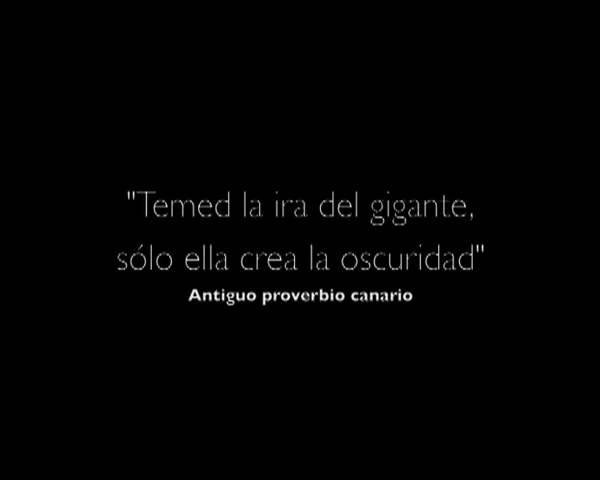 "Temed la ira del gigante,
sólo ella crea la oscuridad"
Antiguo proverbio canario